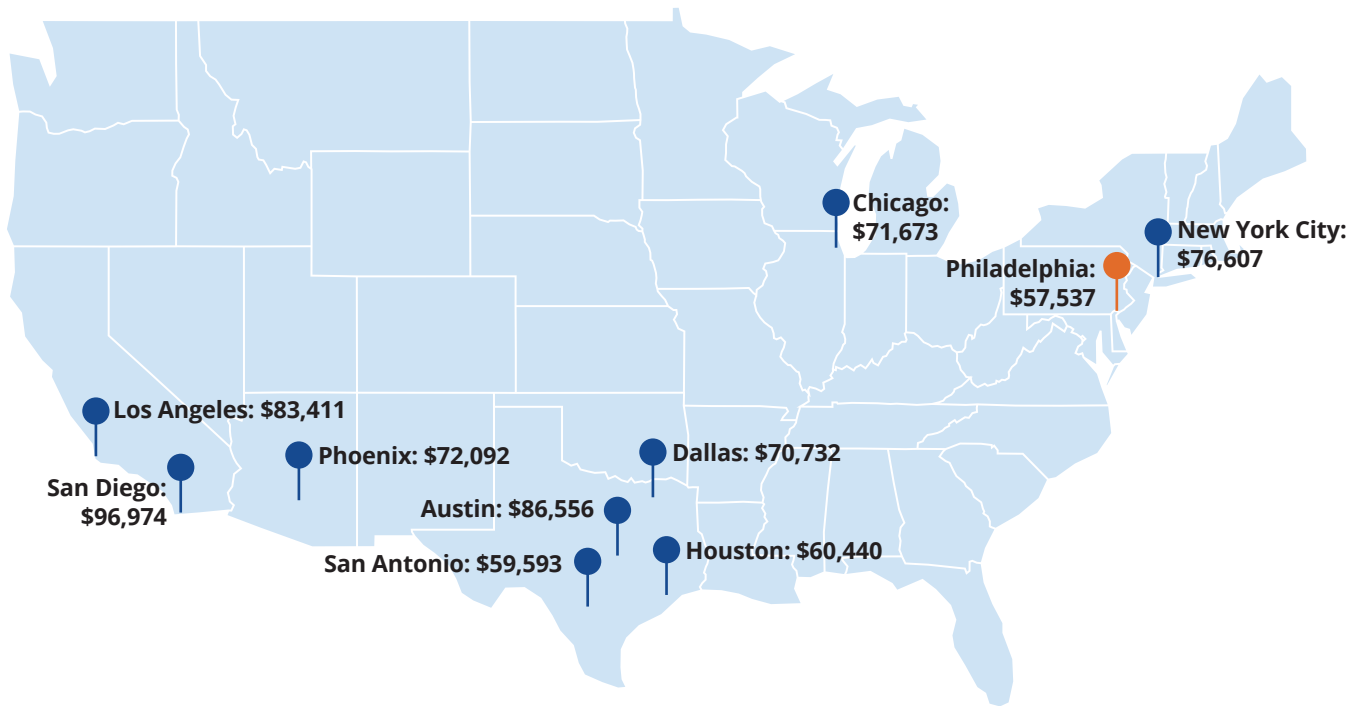 Chicago:
$71,673
New York City:
$76,607
Philadelphia:
$57,537
Los Angeles: $83,411
Phoenix: $72,092
Dallas: $70,732
San Diego:
$96,974
Austin: $86,556
San Antonio: $59,593
Houston: $60,440